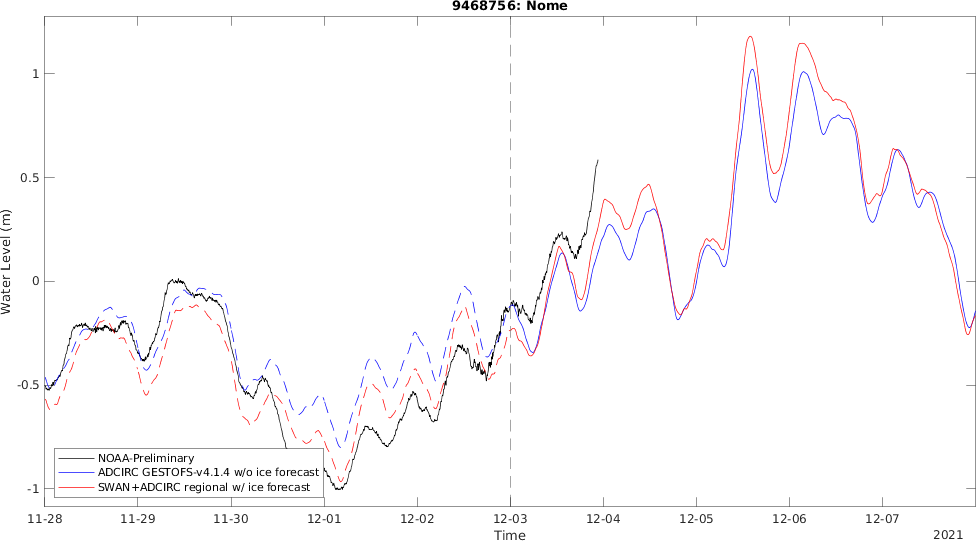 9468756: Nome
Water Level (m)
1
0.5
0
-0.5
-1
NOAA-Preliminary
ADCIRC GESTOFS-v4.1.4 w/o ice forecast
SWAN+ADCIRC regional w/ ice forecast
11-28 11-29 11-30 12-01 12-02 12-03 12-04 12-05 12-06 12-07
Time
2021